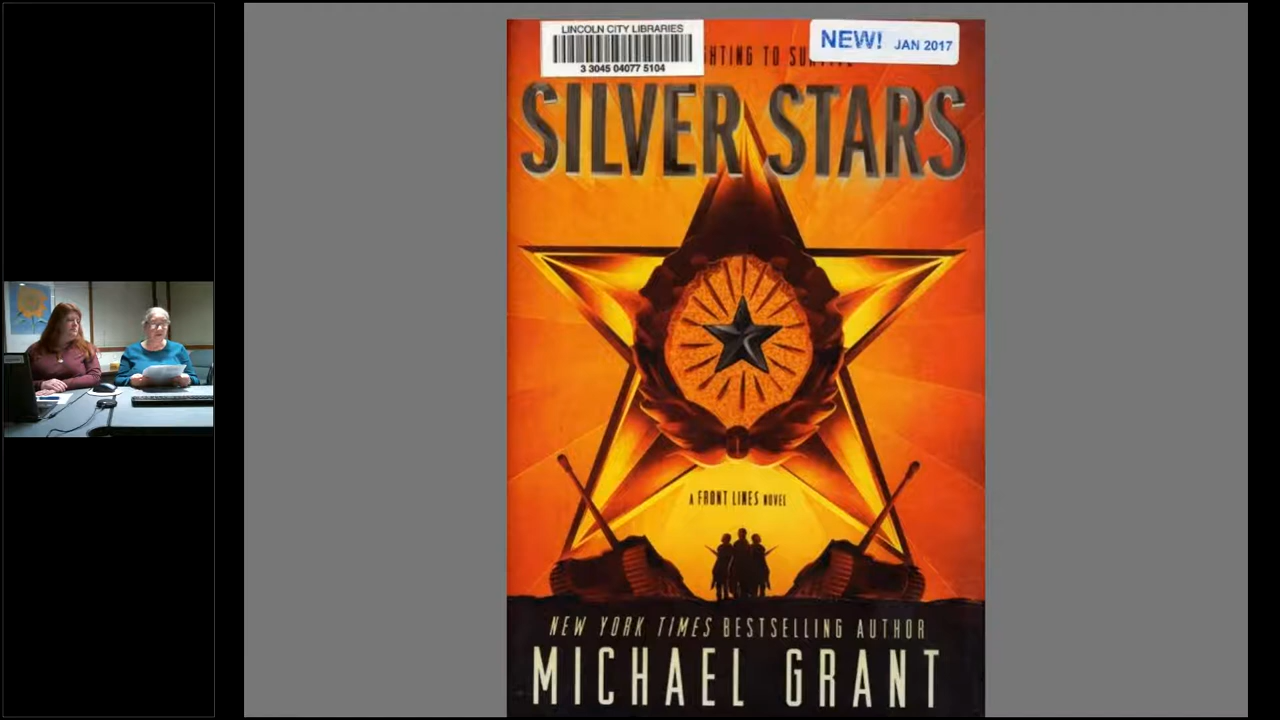 LINCOLN CITY LIBRARIES
3 3045 04077 5104
NEW! JAN 2017
TO
SILVER STARS
A FRONT LINES NOVEL
NEW YORK TIMES BESTSELLING AUTHOR
MICHAEL GRANT